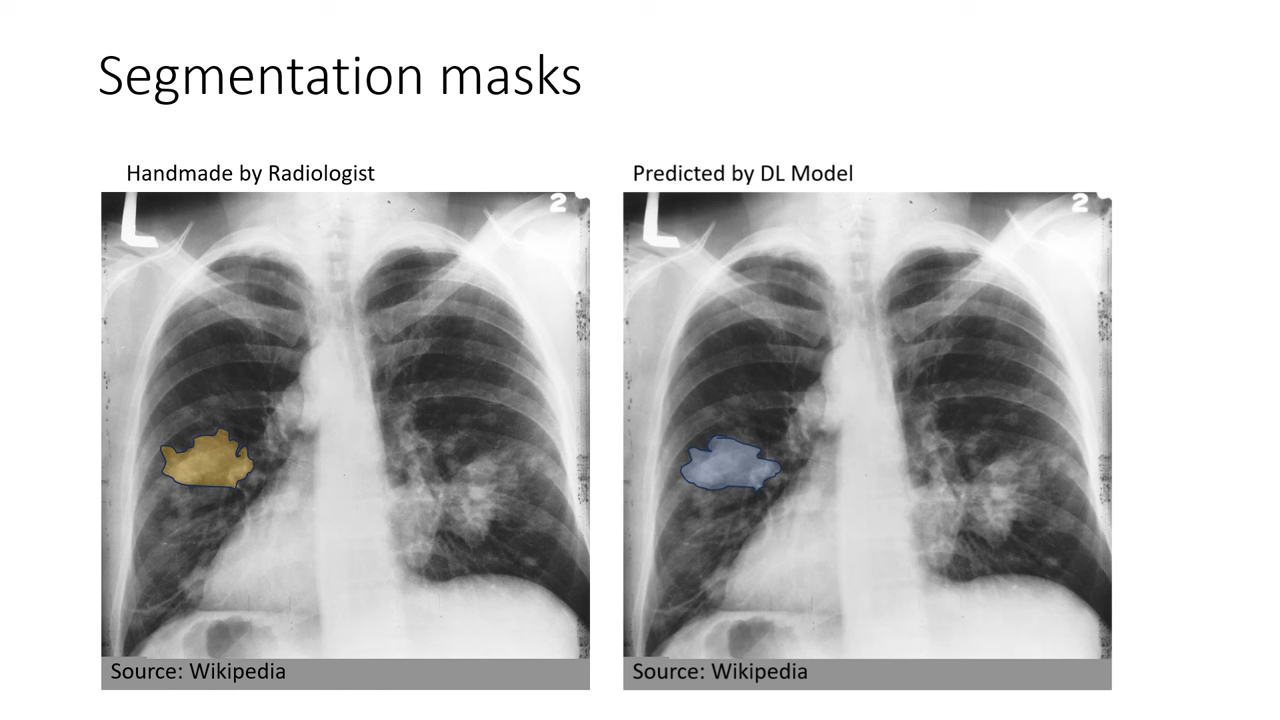 Segmentation masks
Handmade by Radiologist
Predicted by DL Model
L
2
L
2
Source: Wikipedia
Source: Wikipedia